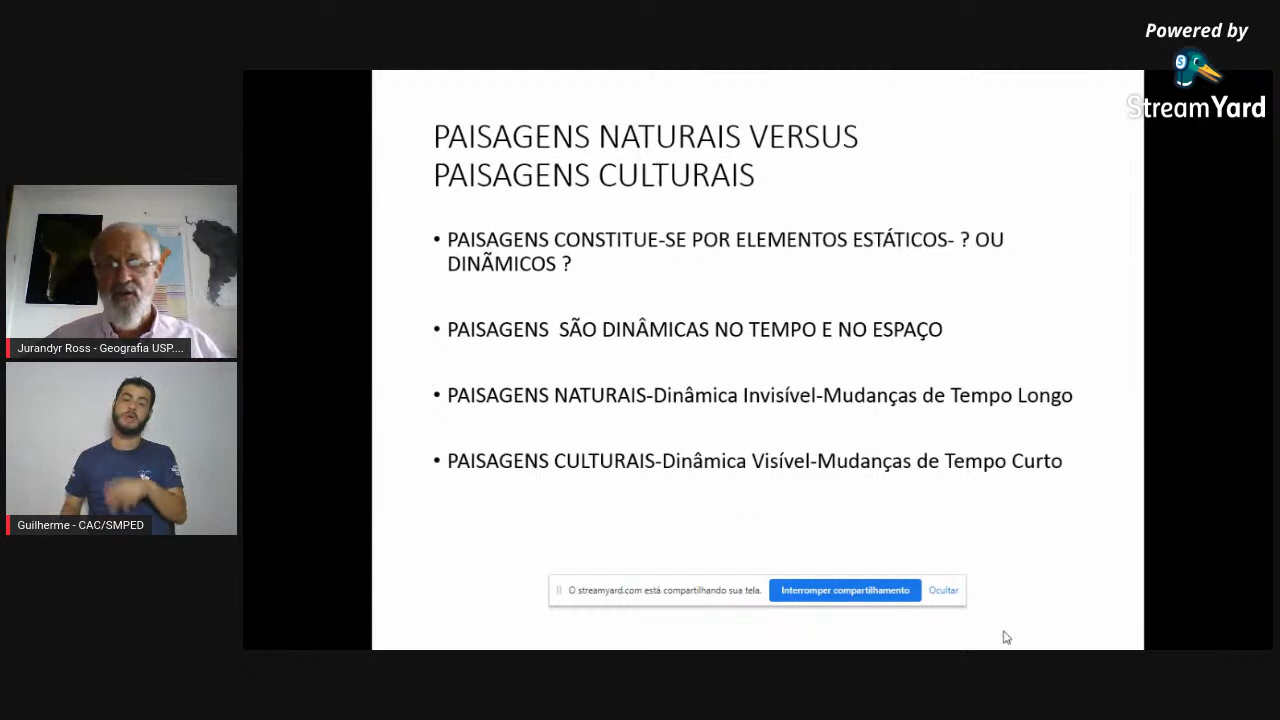 Powered by
StreamYard
PAISAGENS NATURAIS VERSUS
PAISAGENS CULTURAIS
• PAISAGENS CONSTITUE-SE POR ELEMENTOS ESTÁTICOS- ? OU
DINÃMICOS ?
• PAISAGENS  SÃO DINÂMICAS NO TEMPO E NO ESPAÇO
• PAISAGENS NATURAIS-Dinâmica Invisível-Mudanças de Tempo Longo
• PAISAGENS CULTURAIS-Dinâmica Visível-Mudanças de Tempo Curto
Jurandyr Ross - Geografia USP....
Guilherme - CAC/SMPED
O streamyard.com está compartilhando sua tela. Interromper compartilhamento Ocultar